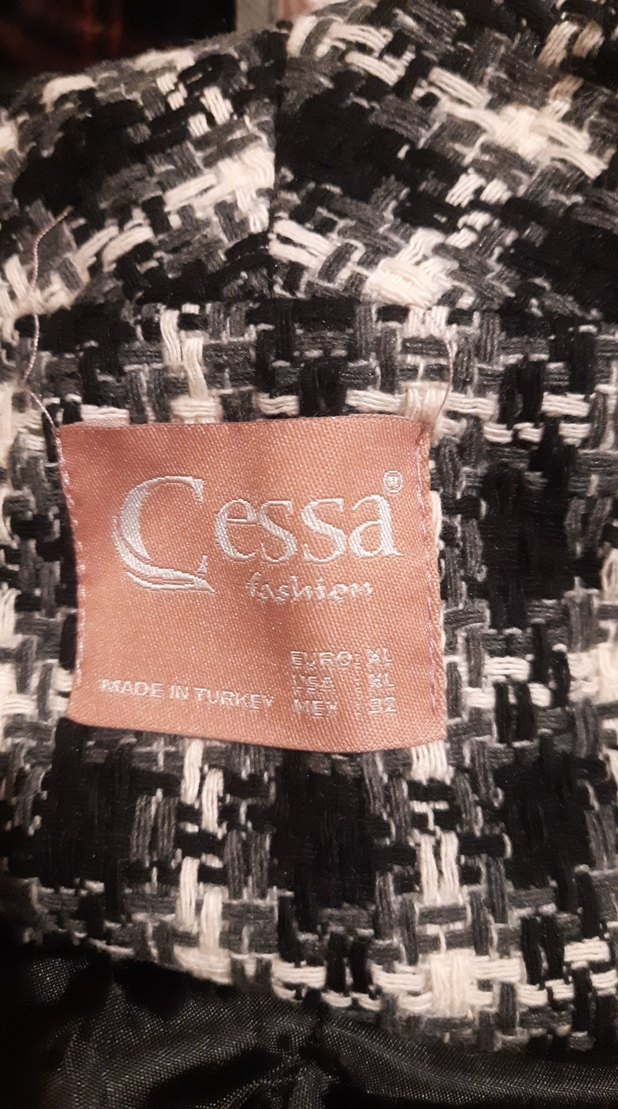 Cessa®
fashion
EURO: XL
USA XL
MADE IN TURKEY MEX 32